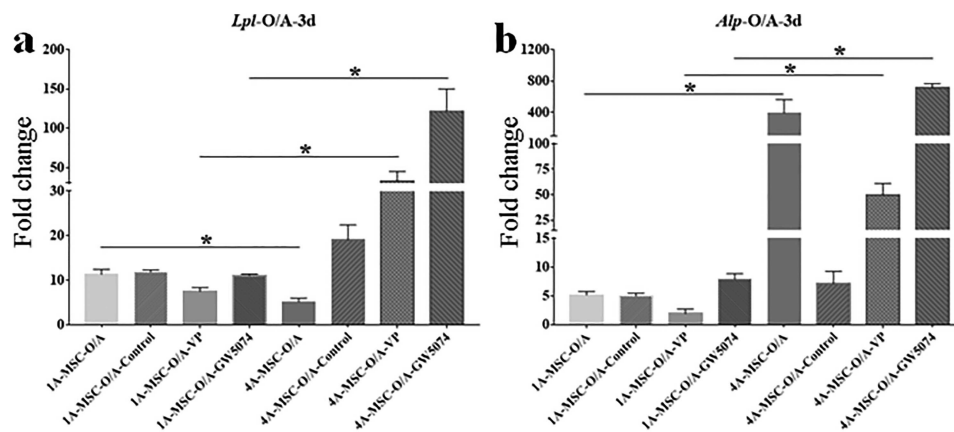 a
Lpl-O/A-3d
Fold change
200
150
100
50
30
20
10
0
*
*
*
1A-MSC-O/A
1A-MSC-O/A-Control
1A-MSC-O/A-VP
1A-MSC-O/A-GW5074
4A-MSC-O/A
4A-MSC-O/A-Control
4A-MSC-O/A-VP
4A-MSC-O/A-GW5074
b
Alp-O/A-3d
Fold change
1200
800
400
100
75
50
25
15
10
5
0
*
*
*
1A-MSC-O/A
1A-MSC-O/A-Control
1A-MSC-O/A-VP
1A-MSC-O/A-GW5074
4A-MSC-O/A
4A-MSC-O/A-Control
4A-MSC-O/A-VP
4A-MSC-O/A-GW5074